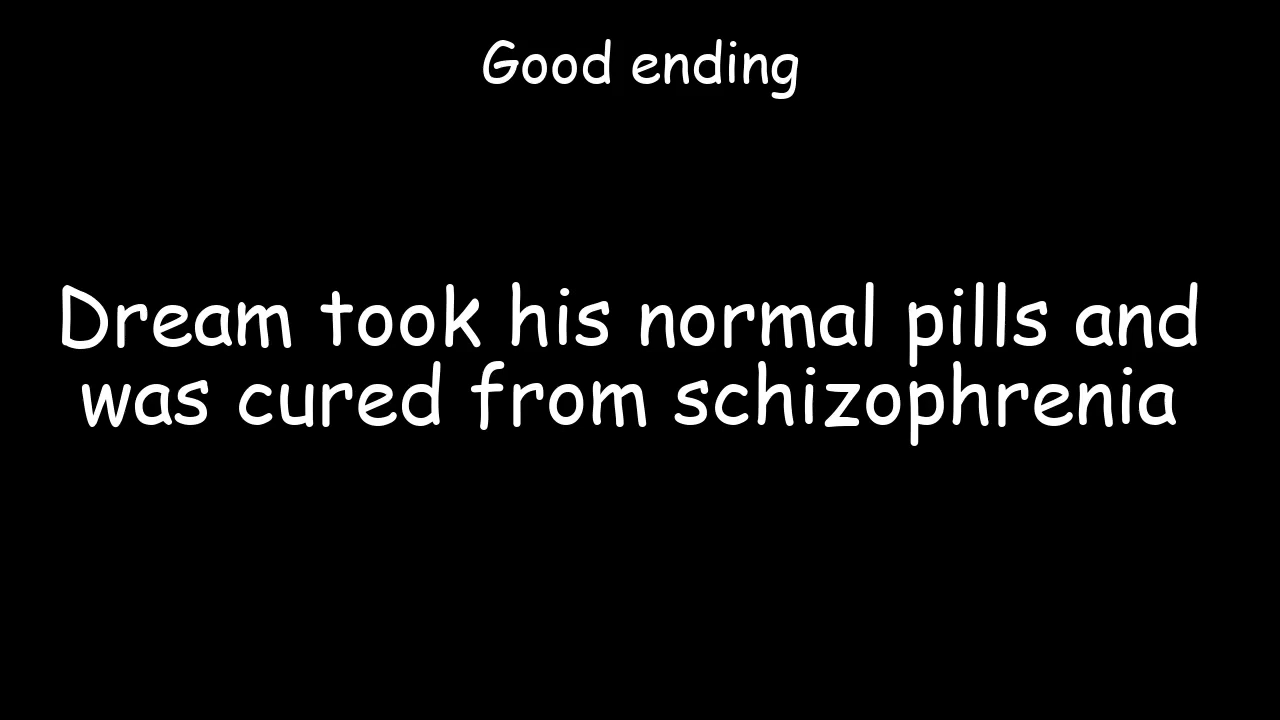 Good ending
Dream took his normal pills and
was cured from schizophrenia